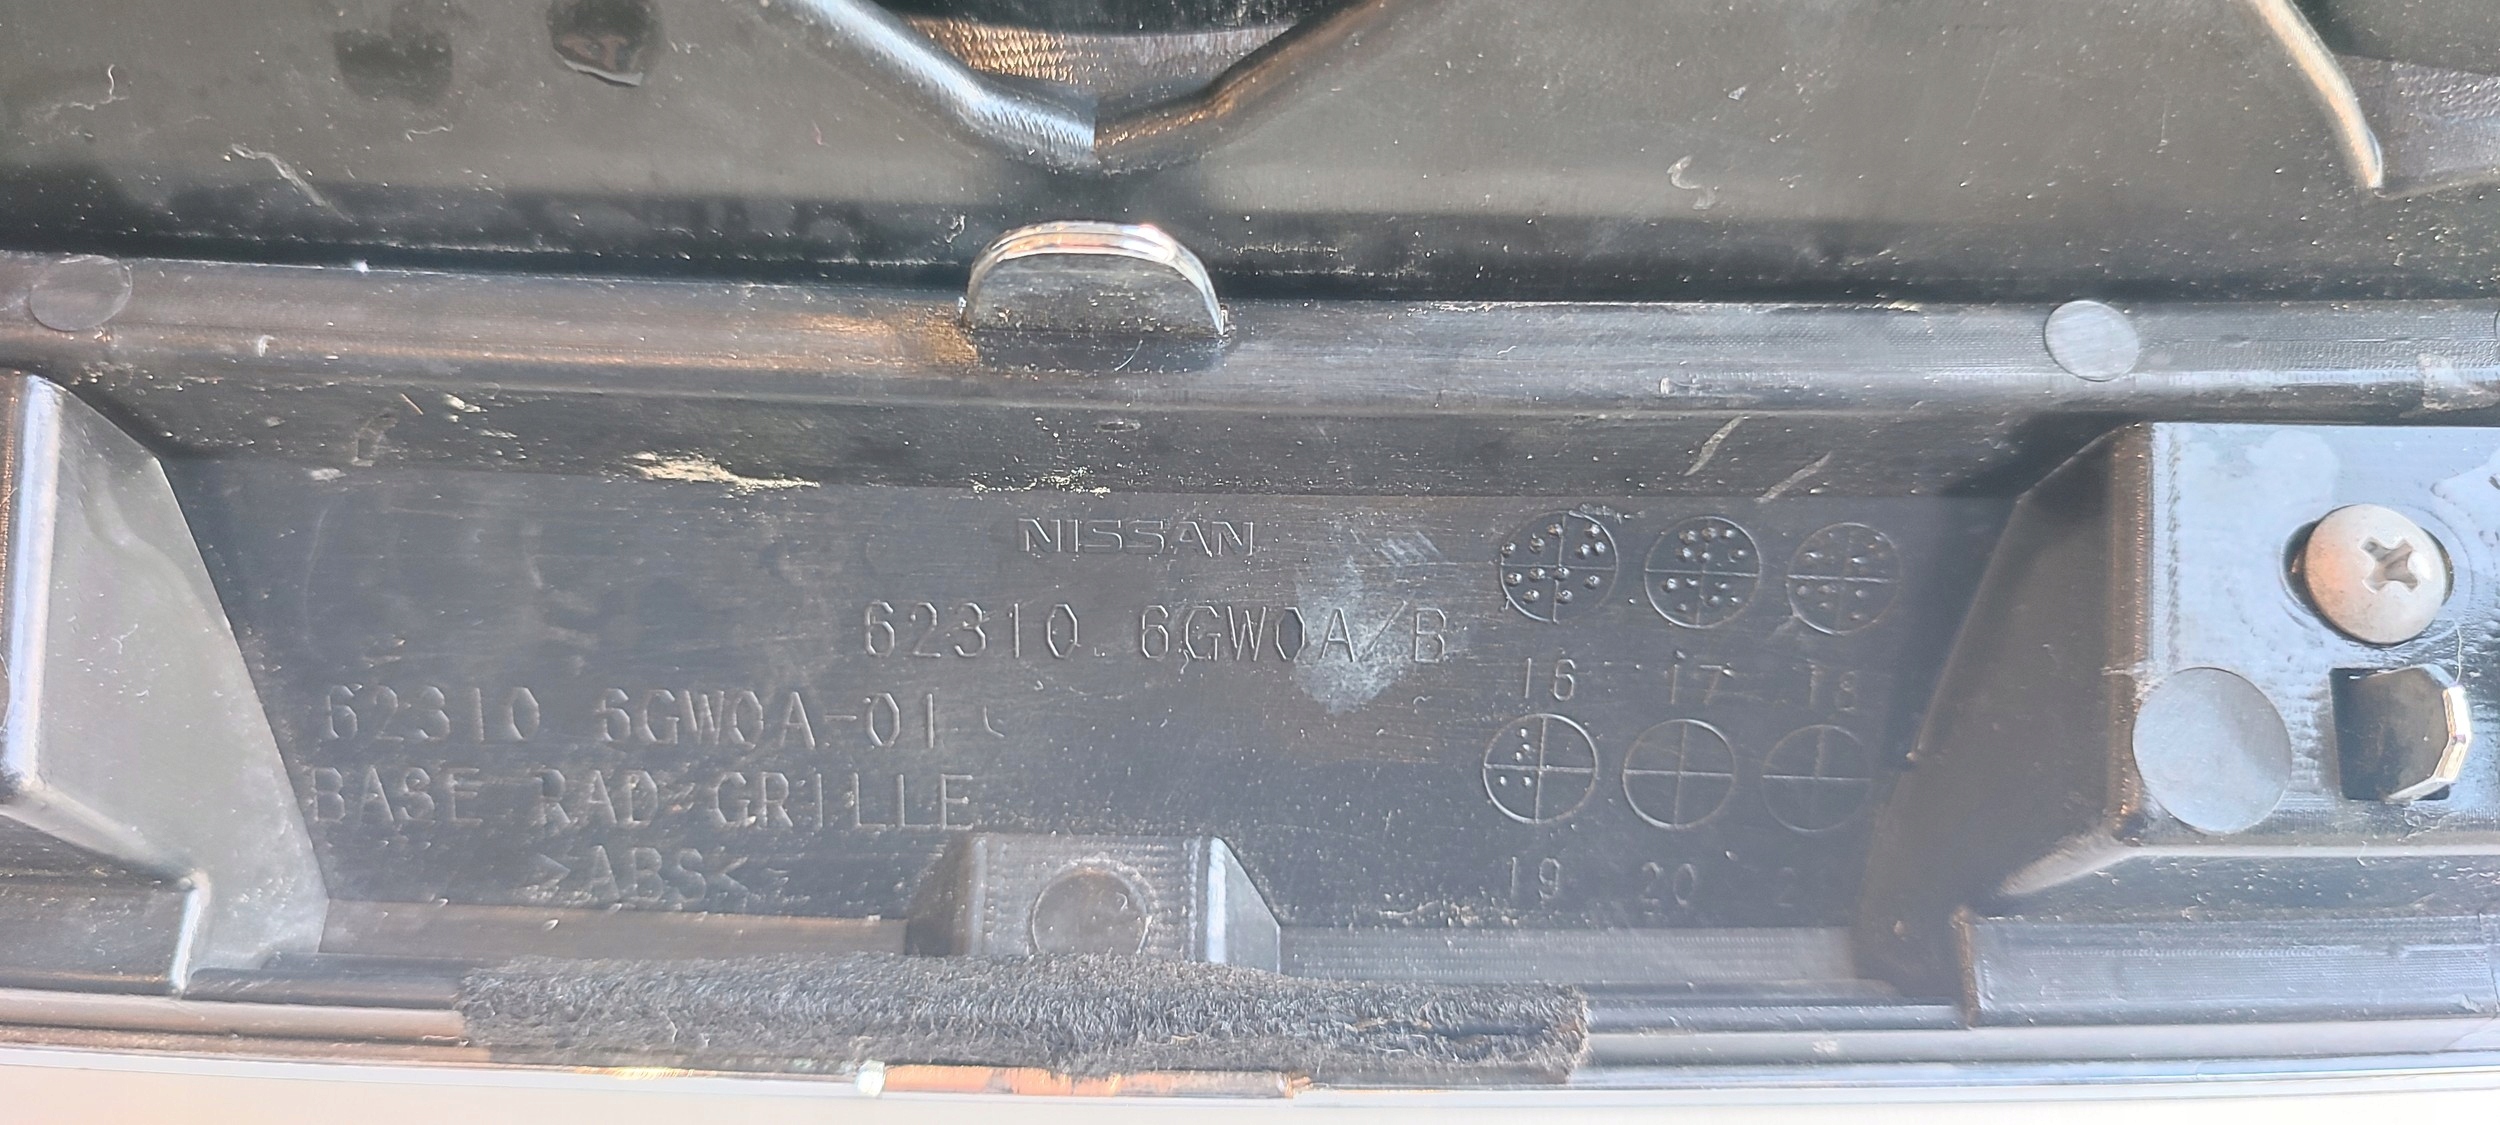 NISSAN
62310 6GW0A/B
62310 6GW0A-01
BASE RAD GRILLE
>ABS<
16 17 18
19 20